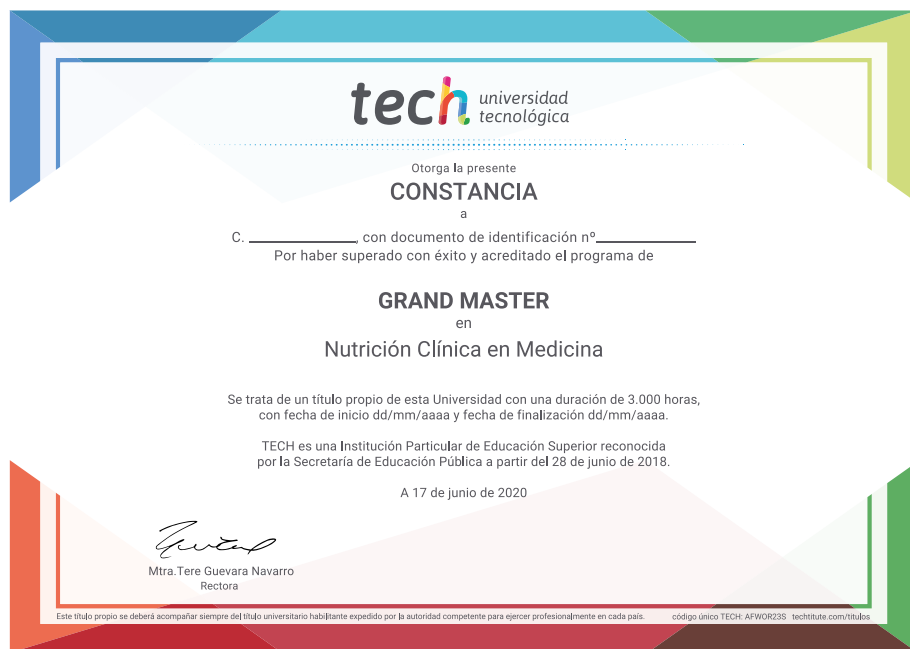 tech universidad
tecnológica
Otorga la presente
CONSTANCIA
a
C. ____________, con documento de identificación nº____________
Por haber superado con éxito y acreditado el programa de
GRAND MASTER
en
Nutrición Clínica en Medicina
Se trata de un título propio de esta Universidad con una duración de 3.000 horas,
con fecha de inicio dd/mm/aaaa y fecha de finalización dd/mm/aaaa.
TECH es una Institución Particular de Educación Superior reconocida
por la Secretaría de Educación Pública a partir del 28 de junio de 2018.
A 17 de junio de 2020
Mtra.Tere Guevara Navarro
Rectora
Este título propio se deberá acompañar siempre del título universitario habilitante expedido por la autoridad competente para ejercer profesionalmente en cada país. código único TECH: AFWOR23S techtitute.com/titulos